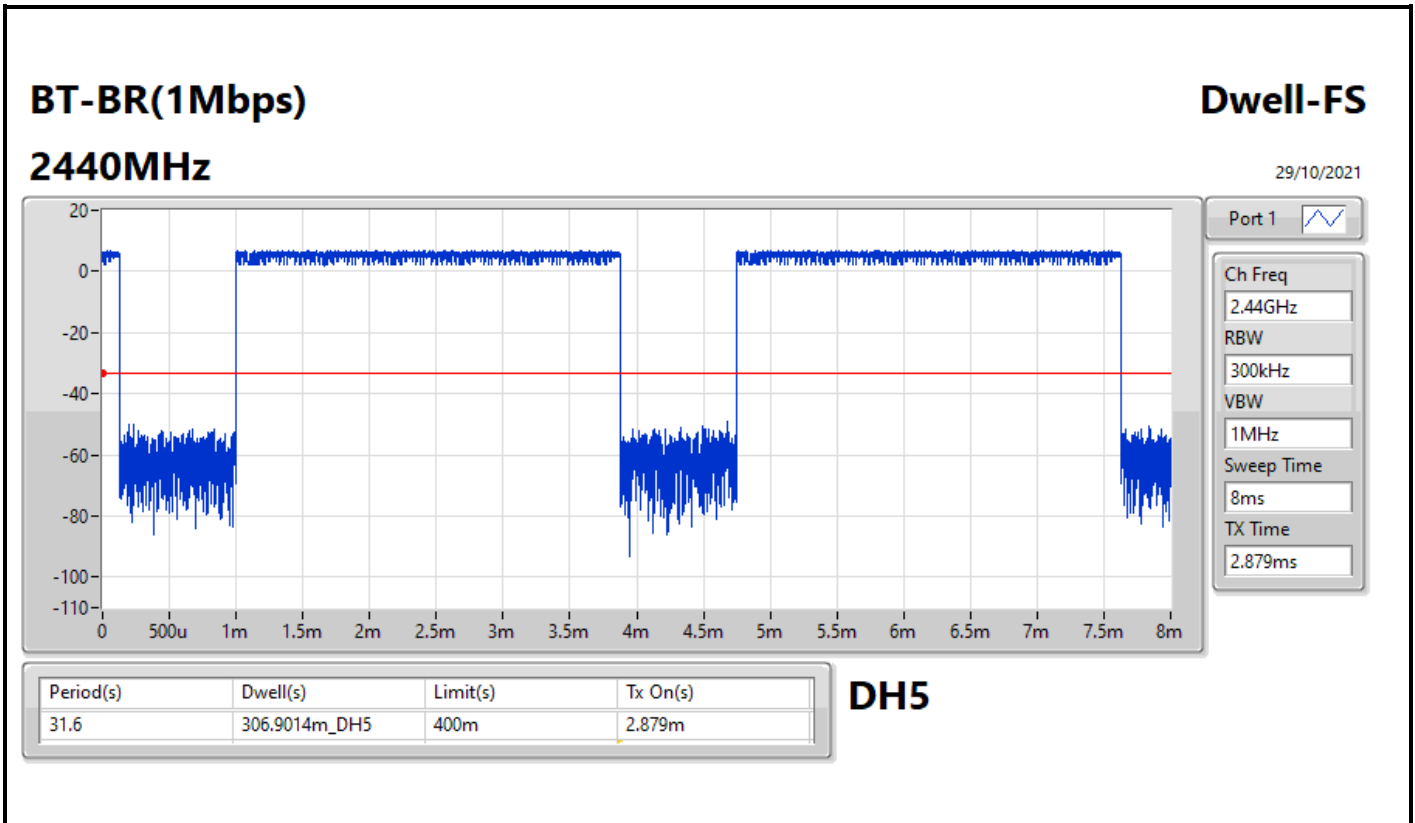 BT-BR(1Mbps)
Dwell-FS
2440MHz
29/10/2021
Port 1
20
0
-20
-40
-60
-80
-100
-110
0 500u 1m 1.5m 2m 2.5m 3m 3.5m 4m 4.5m 5m 5.5m 6m 6.5m 7m 7.5m 8m
Ch Freq
2.44GHz
RBW
300kHz
VBW
1MHz
Sweep Time
8ms
TX Time
2.879ms
Period(s) Dwell(s) Limit(s) Tx On(s)
31.6 306.9014m_DH5 400m 2.879m
DH5